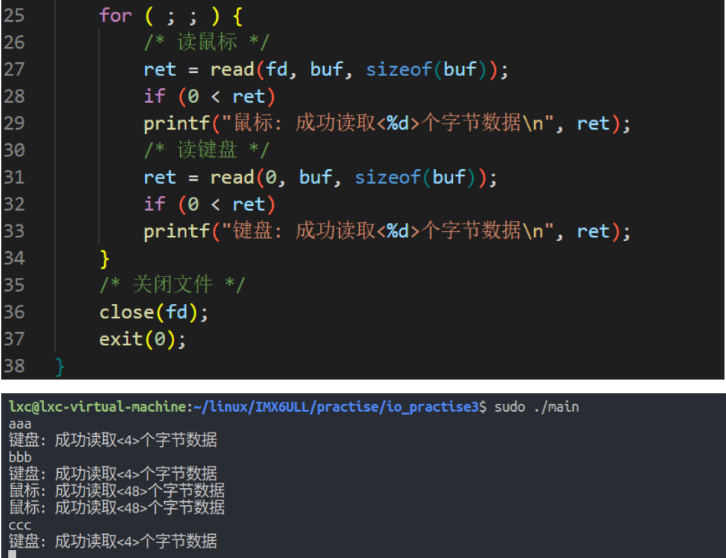 25 for ( ; ; ) {
26 /* 读鼠标 */
27 ret = read(fd, buf, sizeof(buf));
28 if (0 < ret)
29 printf("鼠标: 成功读取<%d>个字节数据\n", ret);
30 /* 读键盘 */
31 ret = read(0, buf, sizeof(buf));
32 if (0 < ret)
33 printf("键盘: 成功读取<%d>个字节数据\n", ret);
34 }
35 /* 关闭文件 */
36 close(fd);
37 exit(0);
38 }
lxc@lxc-virtual-machine:~/linux/IMX6ULL/practise/io_practise3$ sudo ./main
aaa
键盘: 成功读取<4>个字节数据
bbb
键盘: 成功读取<4>个字节数据
鼠标: 成功读取<48>个字节数据
鼠标: 成功读取<48>个字节数据
ccc
键盘: 成功读取<4>个字节数据